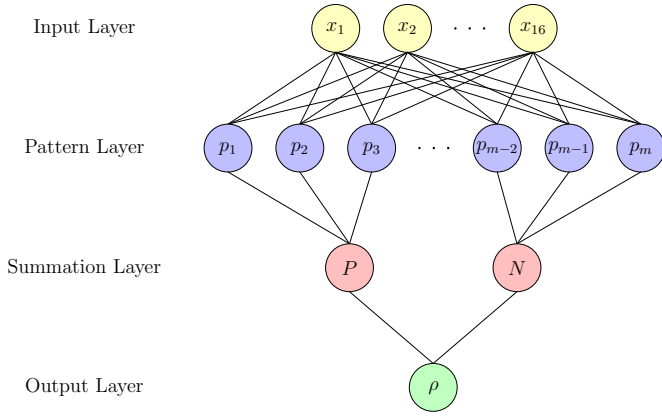 Input Layer x₁ x₂ · · · x₁₆
Pattern Layer p₁ p₂ p₃ · · · pₘ₋₂ pₘ₋₁ pₘ
Summation Layer P N
Output Layer ρ